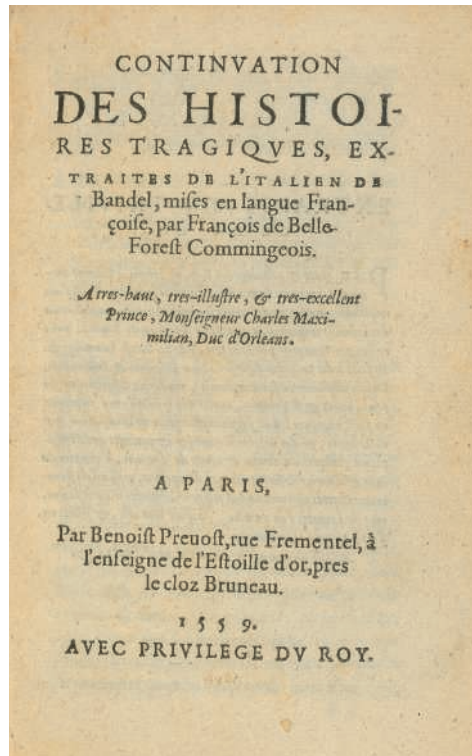 CONTINVATION
DES HISTOI-
RES TRAGIQVES, EX-
TRAITES DE L'ITALIEN DE
Bandel, miſes en langue Fran-
çoiſe, par François de Belle-
Foreſt Commingeois.
A tres-haut, tres-illuſtre, & tres-excellent
Prince, Monſeigneur Charles Maxi-
milian, Duc d'Orleans.
A PARIS,
Par Benoiſt Preuoſt, rue Frementel, à
l'enſeigne de l'Eſtoille d'or, pres
le cloz Bruneau.
1559.
AVEC PRIVILEGE DV ROY.